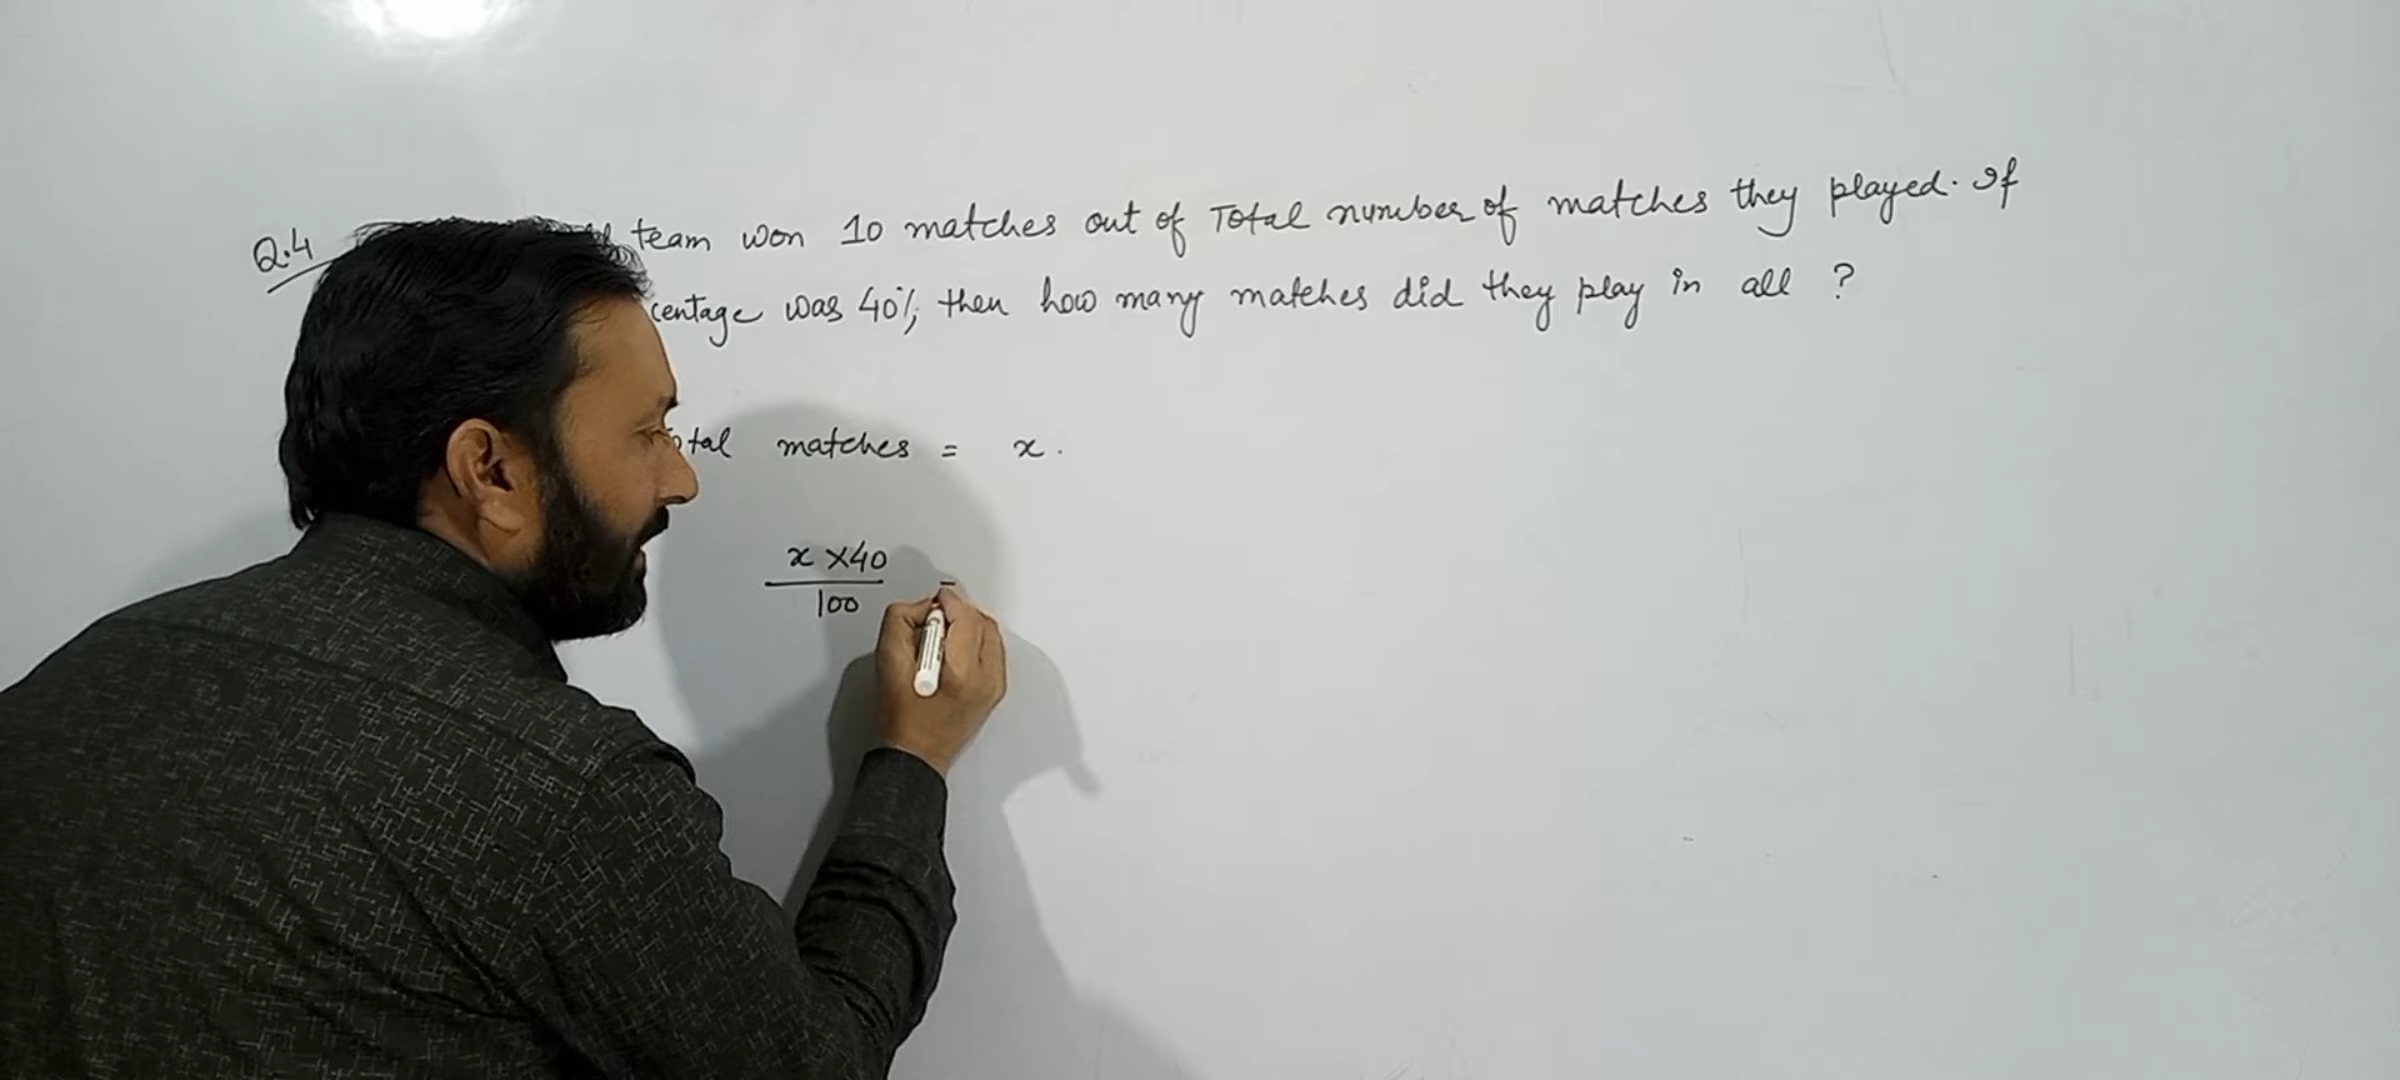 Q.4 team won 10 matches out of Total number of matches they played. If
centage was 40%, then how many matches did they play in all ?
otal matches = x.
x × 40
100